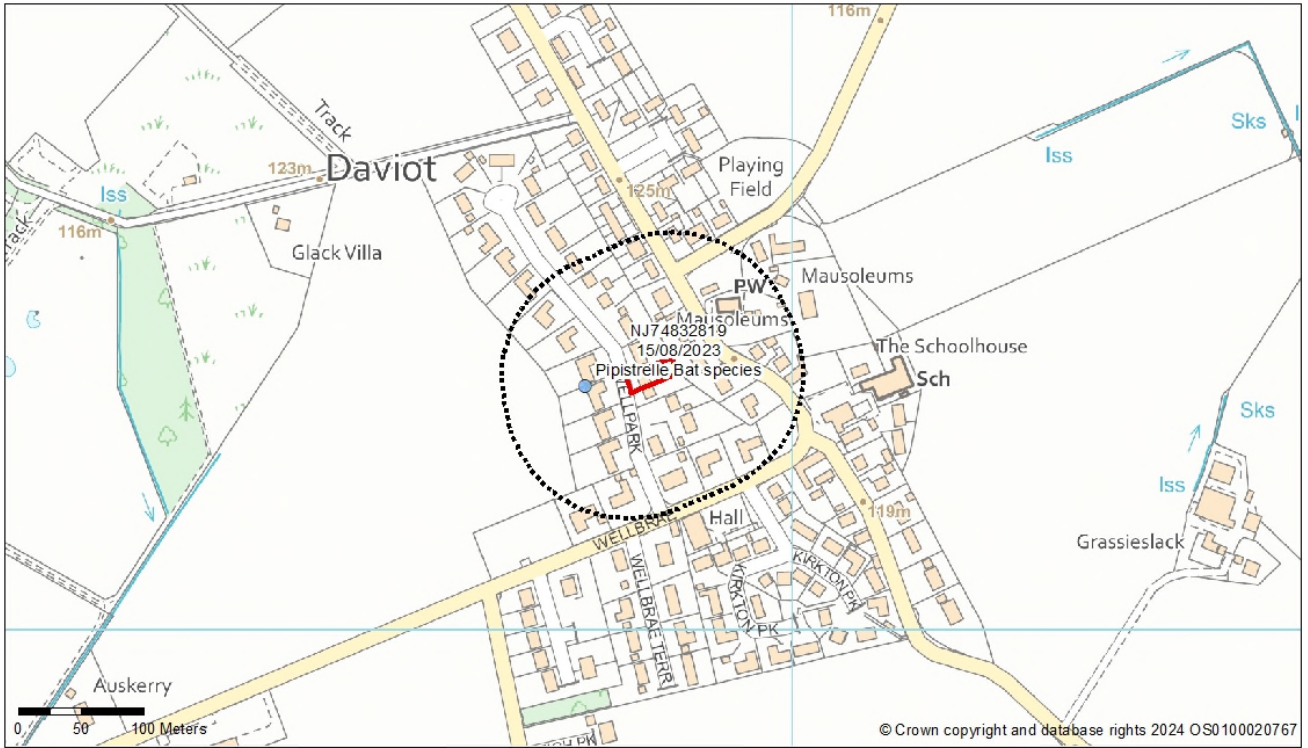 116m
Track
Sks
Iss
Playing
Field
123m
Daviot
125m
Iss
116m
Track
Glack Villa
PW
Mausoleums
Mausoleums
NJ74832819
15/08/2023
Pipistrelle Bat species
The Schoolhouse
Sch
Sks
Iss
WELLBRAE
Hall
119m
Grassieslack
KIRKTON PK
KIRKTON PK
WELLBRAE TERR
Auskerry
0 50 100 Meters
© Crown copyright and database rights 2024 OS0100020767